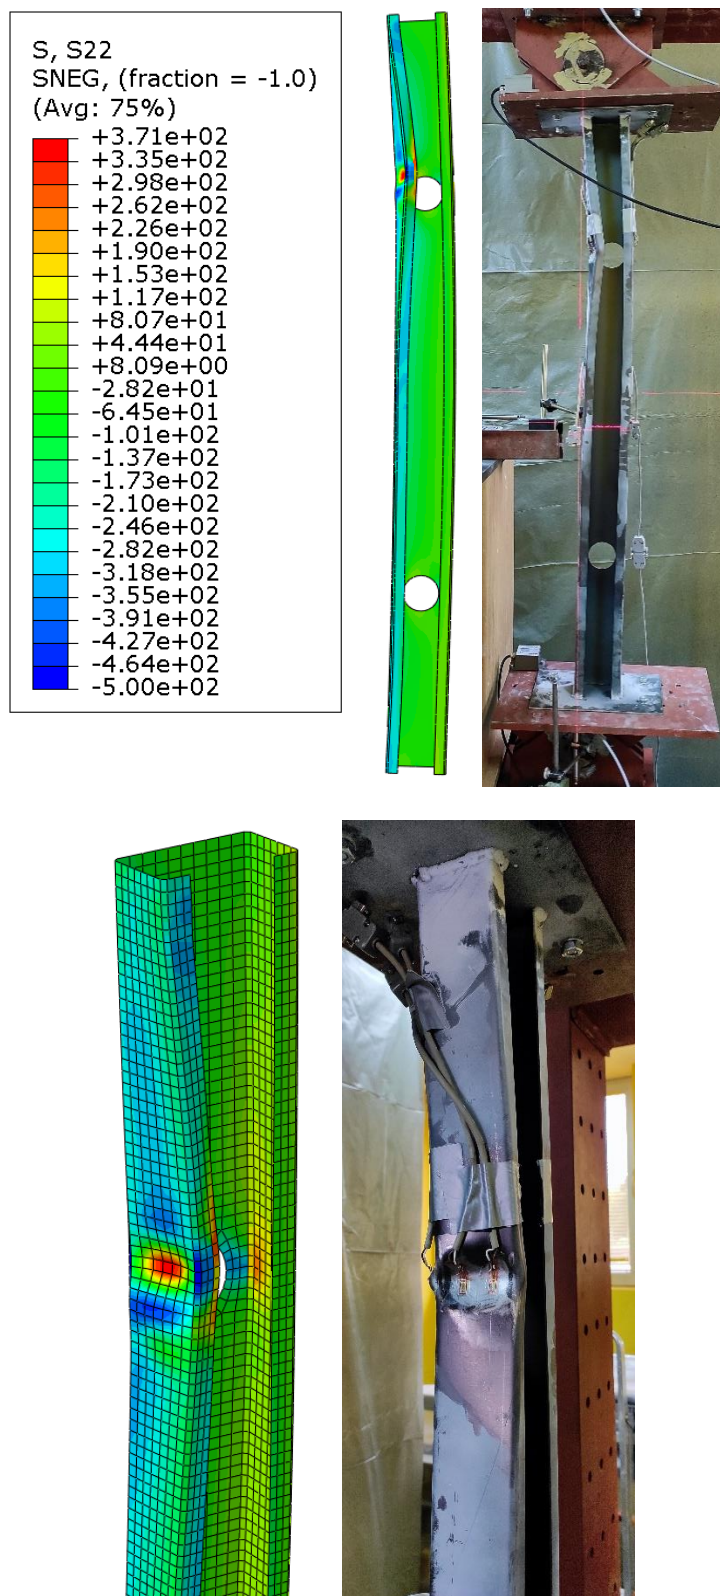 S, S22
SNEG, (fraction = -1.0)
(Avg: 75%)
+3.71e+02
+3.35e+02
+2.98e+02
+2.62e+02
+2.26e+02
+1.90e+02
+1.53e+02
+1.17e+02
+8.07e+01
+4.44e+01
+8.09e+00
-2.82e+01
-6.45e+01
-1.01e+02
-1.37e+02
-1.73e+02
-2.10e+02
-2.46e+02
-2.82e+02
-3.18e+02
-3.55e+02
-3.91e+02
-4.27e+02
-4.64e+02
-5.00e+02